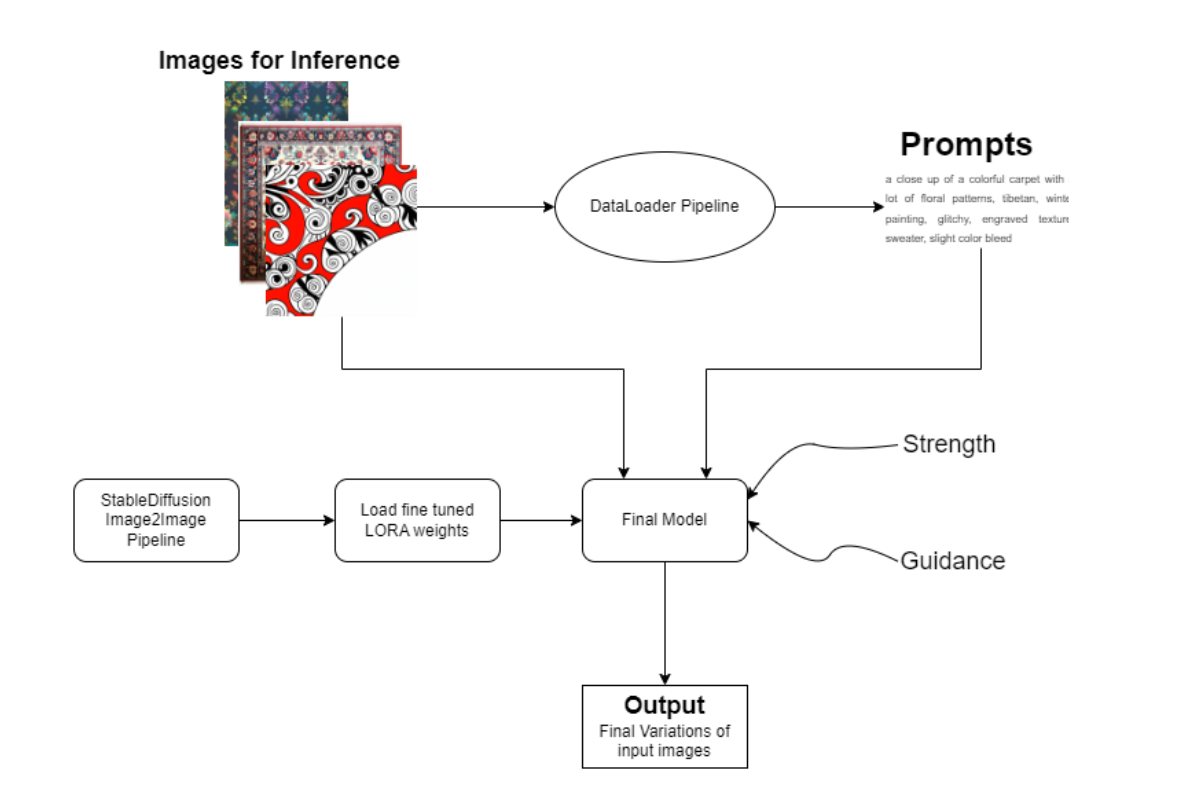 Images for Inference
Prompts
a close up of a colorful carpet with
lot of floral patterns, tibetan,
painting, glitchy, engraved
sweater, slight color bleed
DataLoader Pipeline
Strength
StableDiffusion
Image2Image
Pipeline
Load fine tuned
LORA weights
Final Model
Guidance
Output
Final Variations of
input images